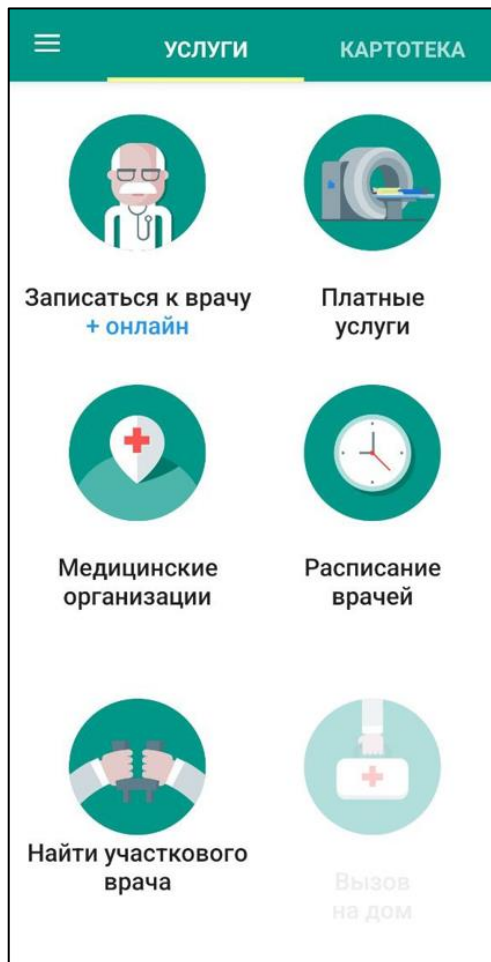 УСЛУГИ
КАРТОТЕКА
Записаться к врачу
+ онлайн
Платные
услуги
Медицинские
организации
Расписание
врачей
Найти участкового
врача
Вызов
на дом